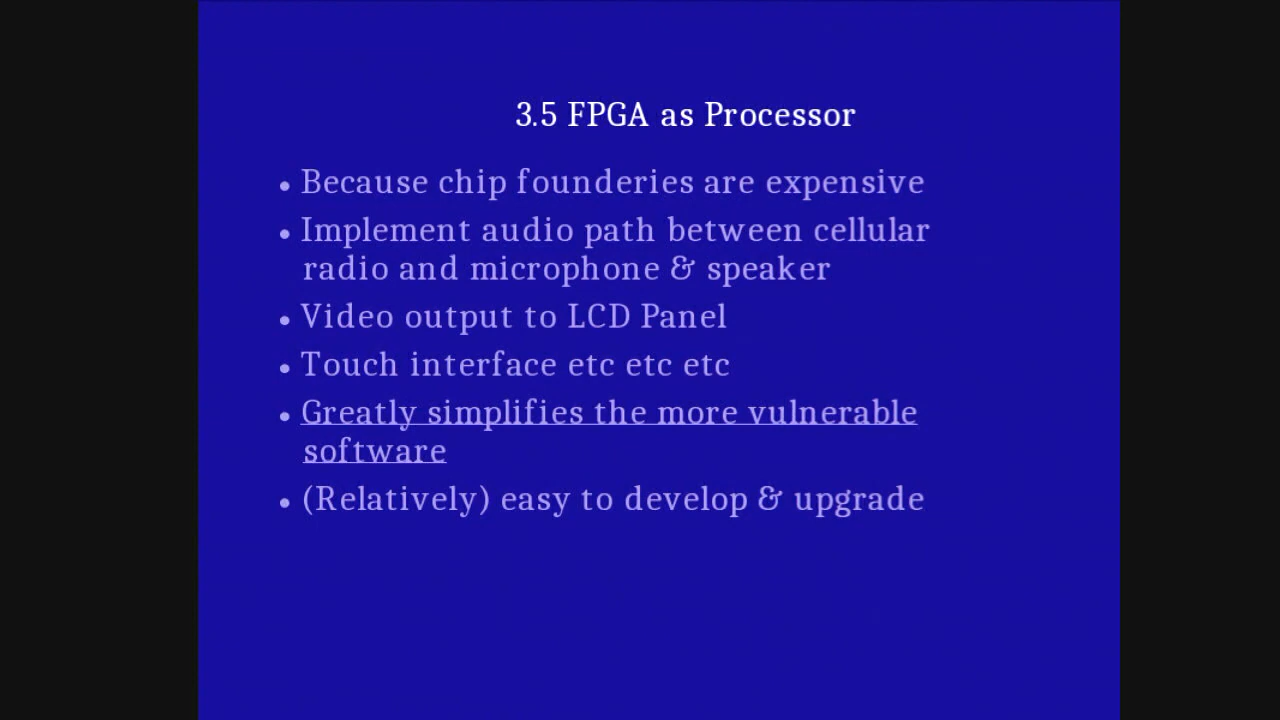 3.5 FPGA as Processor
• Because chip founderies are expensive
• Implement audio path between cellular
radio and microphone & speaker
• Video output to LCD Panel
• Touch interface etc etc etc
• Greatly simplifies the more vulnerable
software
• (Relatively) easy to develop & upgrade